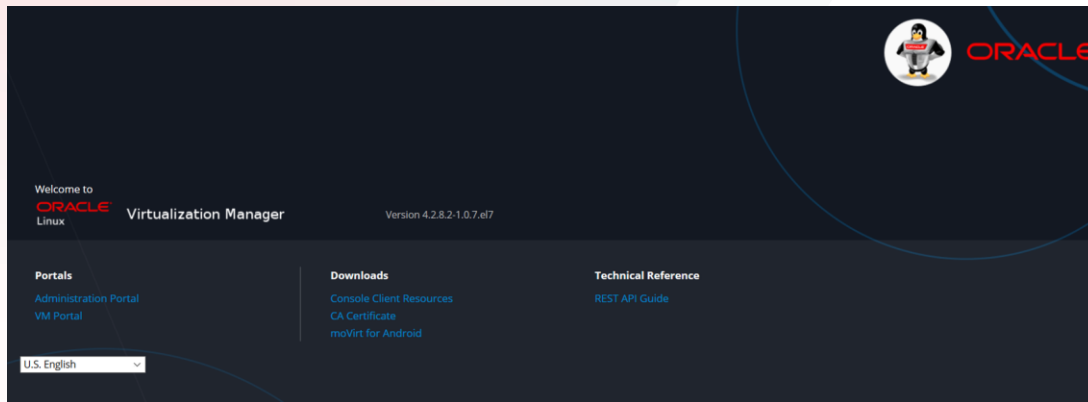 ORACLE
Welcome to
ORACLE
Linux
Virtualization Manager
Version 4.2.8.2-1.0.7.el7
Portals
Administration Portal
VM Portal
Downloads
Console Client Resources
CA Certificate
moVirt for Android
Technical Reference
REST API Guide
U.S. English